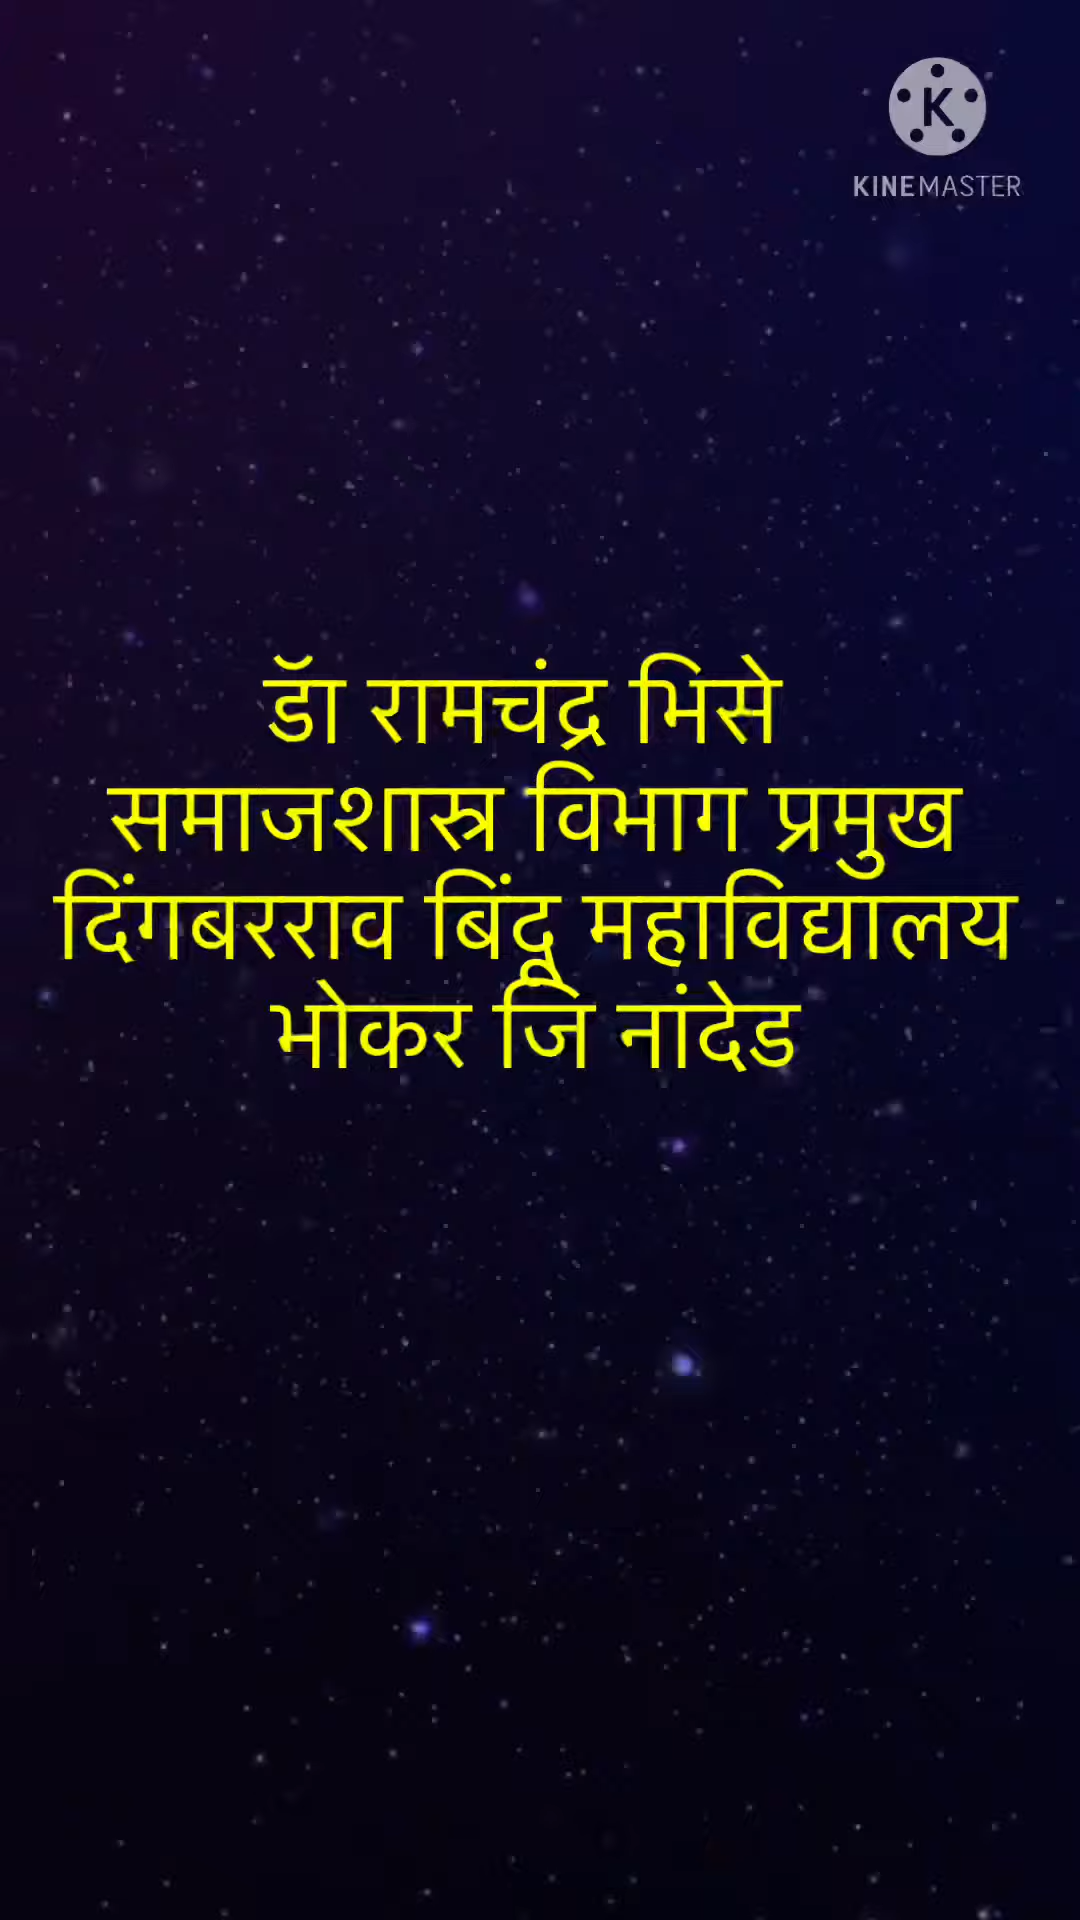 KINEMASTER
डॉ रामचंद्र भिसे
समाजशास्र विभाग प्रमुख
दिंगबरराव बिंदू महाविद्यालय
भोकर जि नांदेड